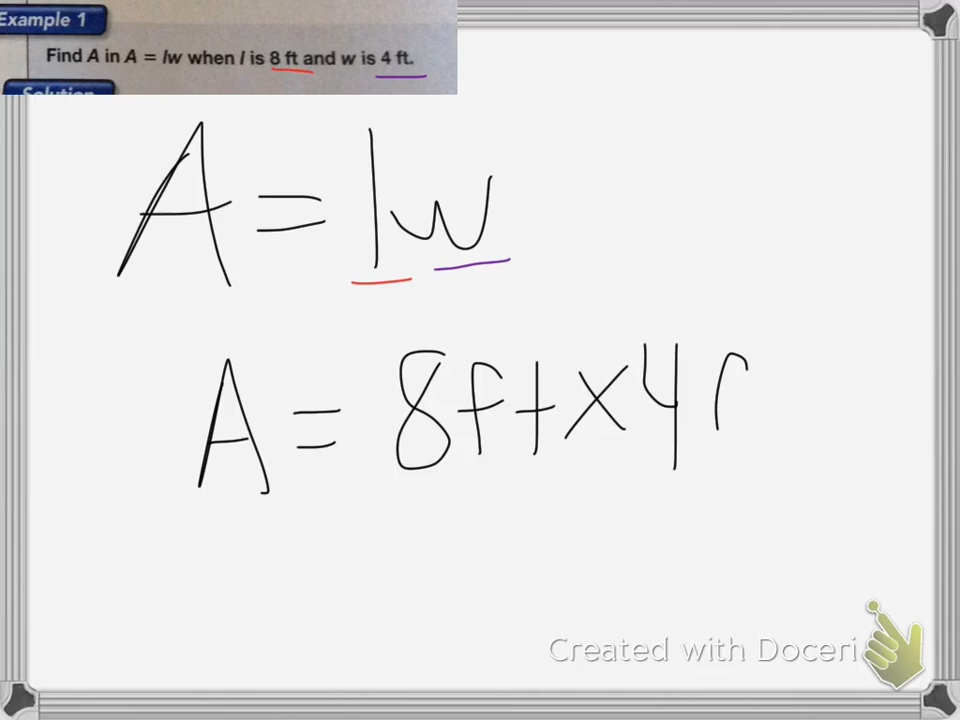 Example 1
Find A in A = lw when l is 8 ft and w is 4 ft.
Solution
A = lw
A = 8ft x 4 f
Created with Doceri